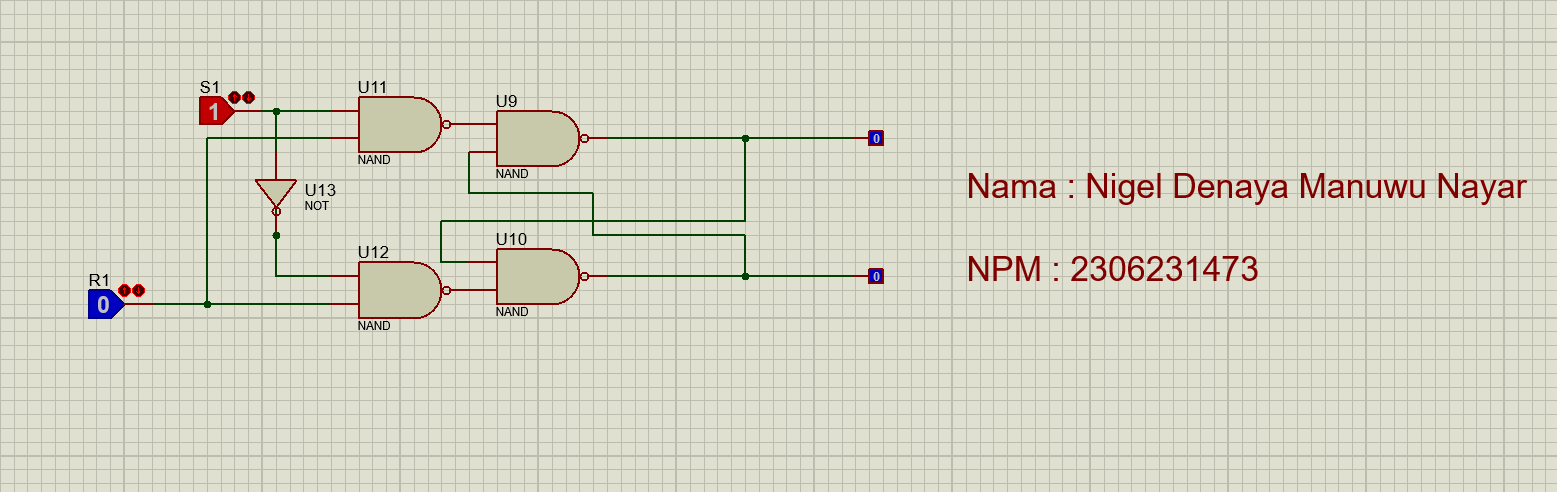 S1
1
U11
NAND
U9
NAND
0
U13
NOT
Nama : Nigel Denaya Manuwu Nayar
R1
0
U12
NAND
U10
NAND
0
NPM : 2306231473